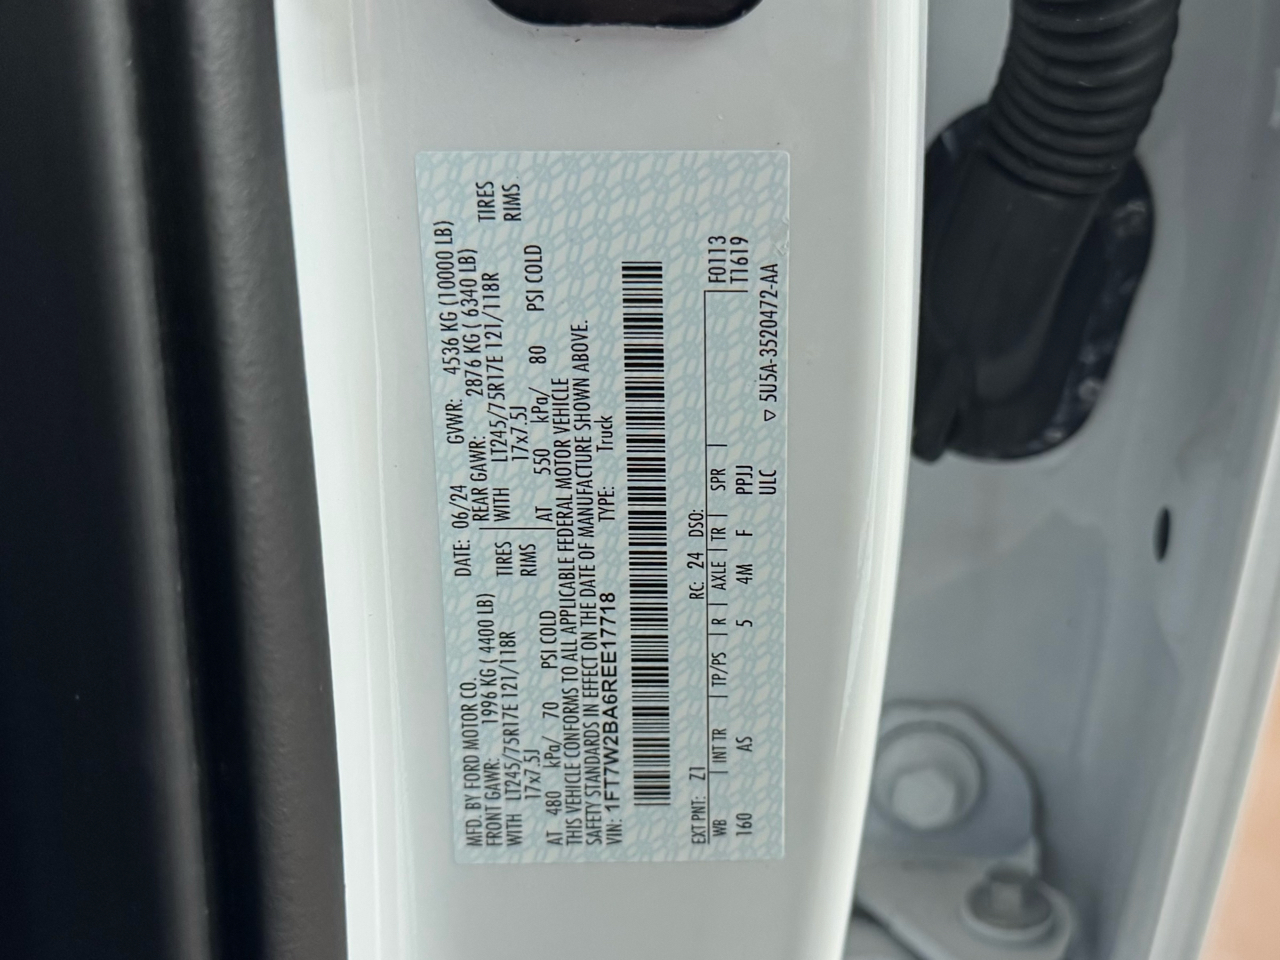 MFD. BY FORD MOTOR CO.
DATE: 06/24 GVWR: 4536 KG (10000 LB)
FRONT GAWR: 1996 KG ( 4400 LB)
REAR GAWR: 2876 KG ( 6340 LB)
WITH LT245/75R17E 121/118R TIRES
WITH LT245/75R17E 121/118R TIRES
17x7.5J RIMS
17x7.5J RIMS
AT 480 kPa/ 70 PSI COLD
AT 550 kPa/ 80 PSI COLD
THIS VEHICLE CONFORMS TO ALL APPLICABLE FEDERAL MOTOR VEHICLE
SAFETY STANDARDS IN EFFECT ON THE DATE OF MANUFACTURE SHOWN ABOVE.
VIN: 1FT7W2BA6REE17718 TYPE: Truck
EXT PNT: Z1 RC: 24 DSO: F0113
WB INT TR TP/PS R AXLE TR SPR T1619
160 AS 5 4M F PPJJ
ULC ▽ 5U5A-3520472-AA